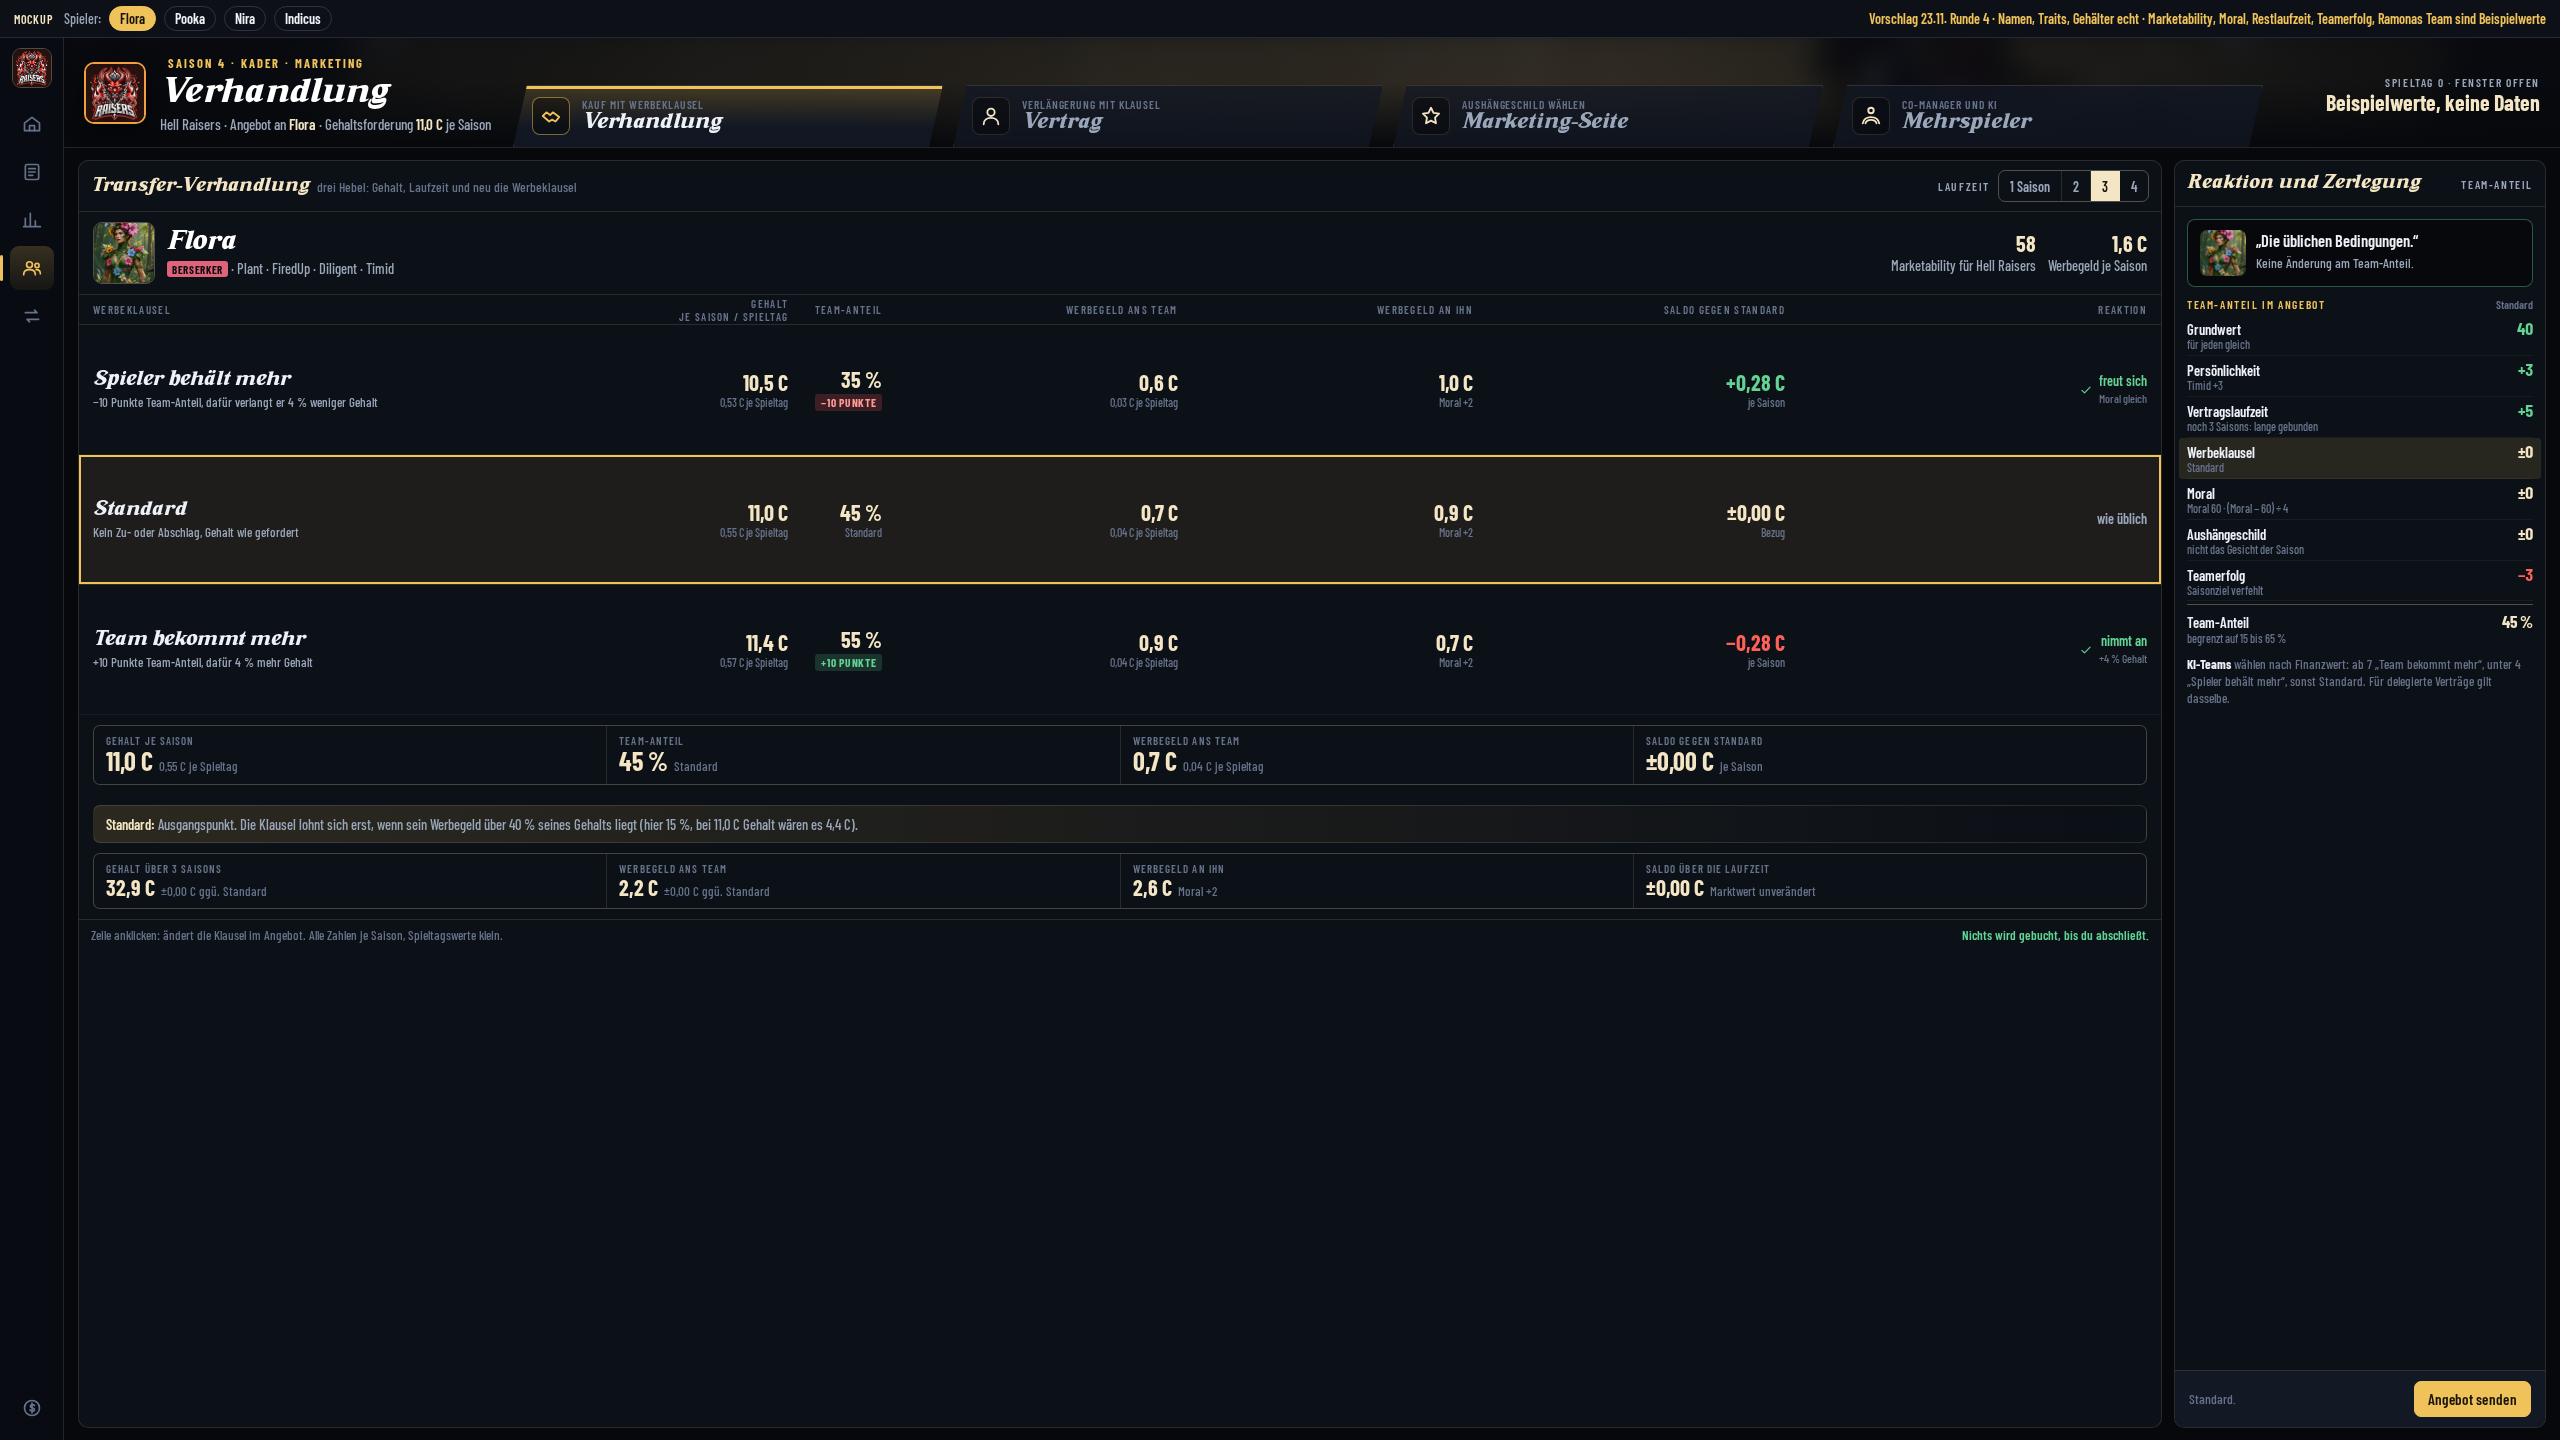 MOCKUP Spieler: Flora Pooka Nira Indicus
Vorschlag 23.11. Runde 4 · Namen, Traits, Gehälter echt · Marketability, Moral, Restlaufzeit, Teamerfolg, Ramonas Team sind Beispielwerte
RAISERS
RAISERS
SAISON 4 · KADER · MARKETING
Verhandlung
Hell Raisers · Angebot an Flora · Gehaltsforderung 11,0 C je Saison
KAUF MIT WERBEKLAUSEL
Verhandlung
VERLÄNGERUNG MIT KLAUSEL
Vertrag
AUSHÄNGESCHILD WÄHLEN
Marketing-Seite
CO-MANAGER UND KI
Mehrspieler
SPIELTAG 0 · FENSTER OFFEN
Beispielwerte, keine Daten
Transfer-Verhandlung drei Hebel: Gehalt, Laufzeit und neu die Werbeklausel
LAUFZEIT 1 Saison 2 3 4
Flora
BERSERKER · Plant · FiredUp · Diligent · Timid
58
Marketability für Hell Raisers
1,6 C
Werbegeld je Saison
WERBEKLAUSEL
GEHALT
JE SAISON / SPIELTAG
TEAM-ANTEIL
WERBEGELD ANS TEAM
WERBEGELD AN IHN
SALDO GEGEN STANDARD
REAKTION
Spieler behält mehr
−10 Punkte Team-Anteil, dafür verlangt er 4 % weniger Gehalt
10,5 C
0,53 C je Spieltag
35 %
−10 PUNKTE
0,6 C
0,03 C je Spieltag
1,0 C
Moral +2
+0,28 C
je Saison
freut sich
Moral gleich
Standard
Kein Zu- oder Abschlag, Gehalt wie gefordert
11,0 C
0,55 C je Spieltag
45 %
Standard
0,7 C
0,04 C je Spieltag
0,9 C
Moral +2
±0,00 C
Bezug
wie üblich
Team bekommt mehr
+10 Punkte Team-Anteil, dafür 4 % mehr Gehalt
11,4 C
0,57 C je Spieltag
55 %
+10 PUNKTE
0,9 C
0,04 C je Spieltag
0,7 C
Moral +2
−0,28 C
je Saison
nimmt an
+4 % Gehalt
GEHALT JE SAISON
11,0 C 0,55 C je Spieltag
TEAM-ANTEIL
45 % Standard
WERBEGELD ANS TEAM
0,7 C 0,04 C je Spieltag
SALDO GEGEN STANDARD
±0,00 C je Saison
Standard: Ausgangspunkt. Die Klausel lohnt sich erst, wenn sein Werbegeld über 40 % seines Gehalts liegt (hier 15 %, bei 11,0 C Gehalt wären es 4,4 C).
GEHALT ÜBER 3 SAISONS
32,9 C ±0,00 C ggü. Standard
WERBEGELD ANS TEAM
2,2 C ±0,00 C ggü. Standard
WERBEGELD AN IHN
2,6 C Moral +2
SALDO ÜBER DIE LAUFZEIT
±0,00 C Marktwert unverändert
Zeile anklicken: ändert die Klausel im Angebot. Alle Zahlen je Saison, Spieltagswerte klein.
Nichts wird gebucht, bis du abschließt.
Reaktion und Zerlegung TEAM-ANTEIL
„Die üblichen Bedingungen.“
Keine Änderung am Team-Anteil.
TEAM-ANTEIL IM ANGEBOT Standard
Grundwert 40
für jeden gleich
Persönlichkeit +3
Timid +3
Vertragslaufzeit +5
noch 3 Saisons: lange gebunden
Werbeklausel ±0
Standard
Moral ±0
Moral 60 · (Moral − 60) ÷ 4
Aushängeschild ±0
nicht das Gesicht der Saison
Teamerfolg −3
Saisonziel verfehlt
Team-Anteil 45 %
begrenzt auf 15 bis 65 %
KI-Teams wählen nach Finanzwert: ab 7 „Team bekommt mehr“, unter 4
„Spieler behält mehr“, sonst Standard. Für delegierte Verträge gilt
dasselbe.
Standard. Angebot senden